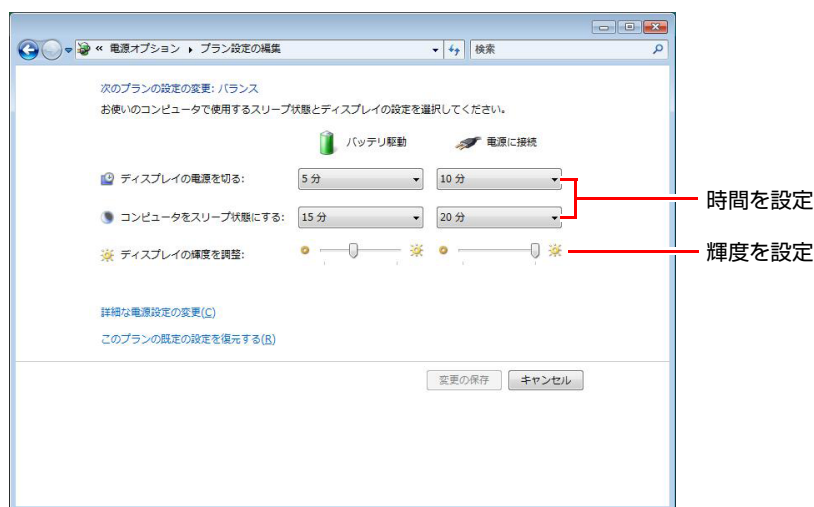 « 電源オプション ▸ プラン設定の編集
検索
次のプランの設定の変更: バランス
お使いのコンピュータで使用するスリープ状態とディスプレイの設定を選択してください。
バッテリ駆動 電源に接続
ディスプレイの電源を切る: 5 分 10 分
時間を設定
コンピュータをスリープ状態にする: 15 分 20 分
ディスプレイの輝度を調整:
輝度を設定
詳細な電源設定の変更(C)
このプランの既定の設定を復元する(R)
変更の保存 キャンセル